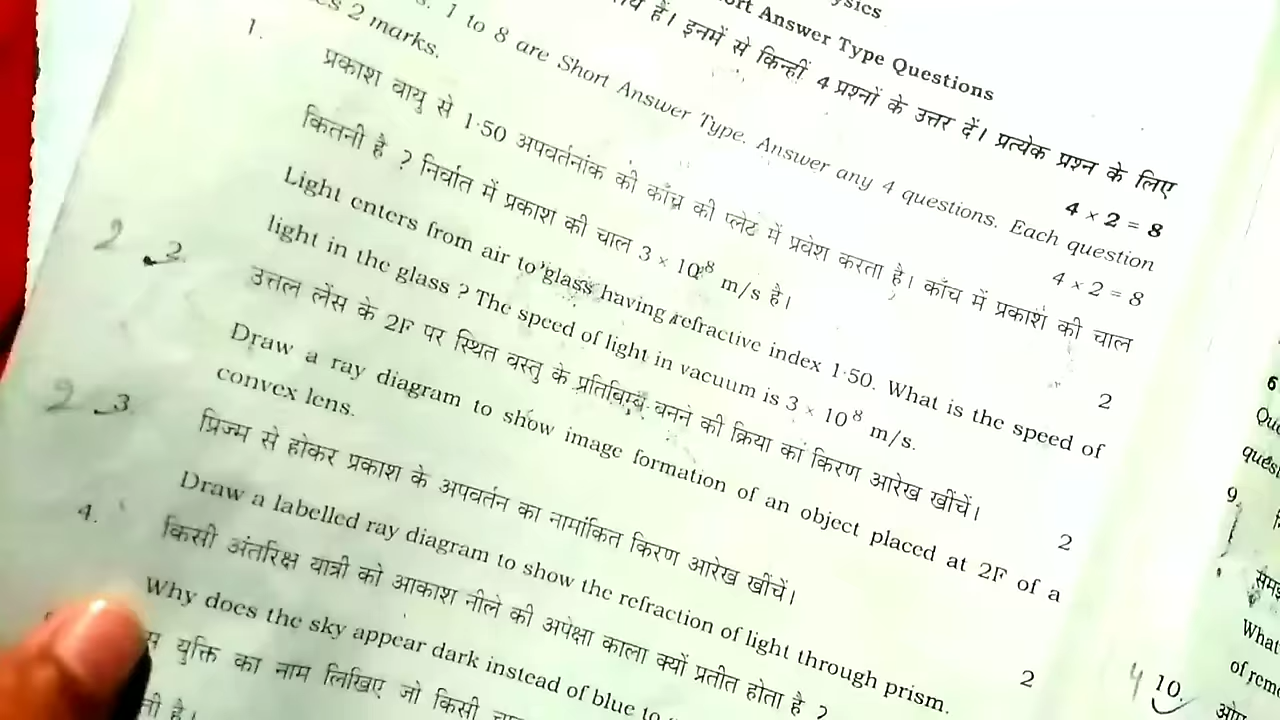 Short Answer Type Questions
हैं। इनमें से किन्हीं 4 प्रश्नों के उत्तर दें। प्रत्येक प्रश्न के लिए
4 × 2 = 8
1 to 8 are Short Answer Type. Answer any 4 questions. Each question
2 marks.
4 × 2 = 8
1. प्रकाश वायु से 1·50 अपवर्तनांक की काँच की प्लेट में प्रवेश करता है। काँच में प्रकाश की चाल
कितनी है ? निर्वात में प्रकाश की चाल 3 × 10⁸ m/s है।
2
Light enters from air to glass having refractive index 1·50. What is the speed of
light in the glass ? The speed of light in vacuum is 3 × 10⁸ m/s.
2 2. उत्तल लेंस के 2F पर स्थित वस्तु के प्रतिबिम्ब बनने की क्रिया का किरण आरेख खींचें।
2
Draw a ray diagram to show image formation of an object placed at 2F of a
convex lens.
2 3. प्रिज्म से होकर प्रकाश के अपवर्तन का नामांकित किरण आरेख खींचें।
2
Draw a labelled ray diagram to show the refraction of light through prism.
4. किसी अंतरिक्ष यात्री को आकाश नीले की अपेक्षा काला क्यों प्रतीत होता है ?
Why does the sky appear dark instead of blue to
युक्ति का नाम लिखिए जो किसी
है।
6
9.
What
4 10.